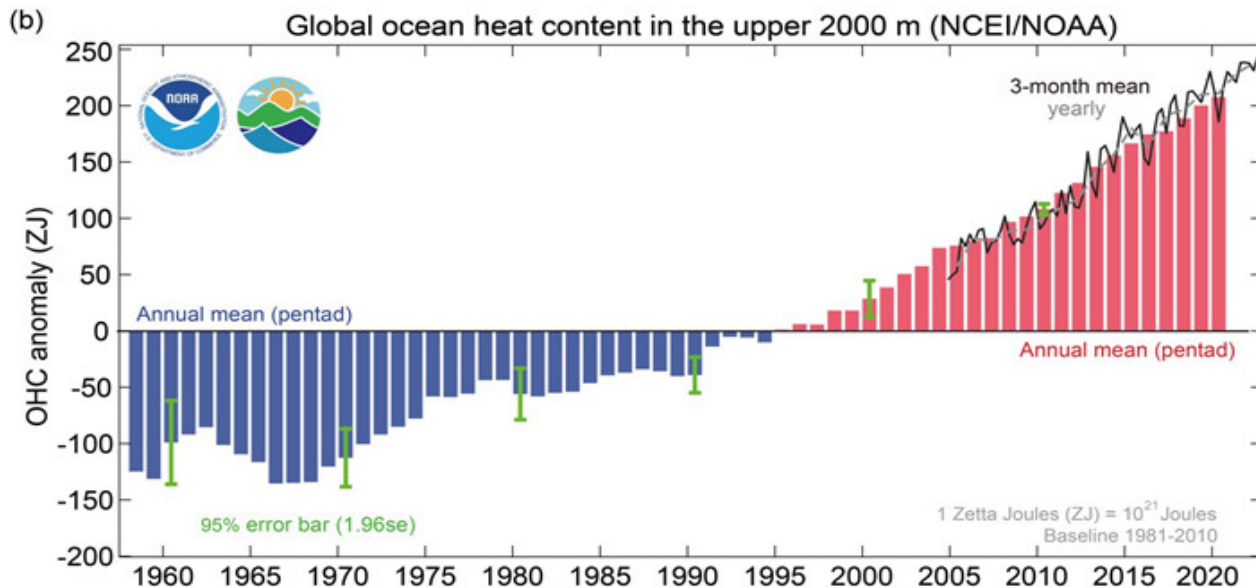 (b)
Global ocean heat content in the upper 2000 m (NCEI/NOAA)
250
200
150
100
50
0
-50
-100
-150
-200
OHC anomaly (ZJ)
NOAA
3-month mean
yearly
Annual mean (pentad)
Annual mean (pentad)
95% error bar (1.96se)
1 Zetta Joules (ZJ) = 10²¹ Joules
Baseline 1981-2010
1960 1965 1970 1975 1980 1985 1990 1995 2000 2005 2010 2015 2020